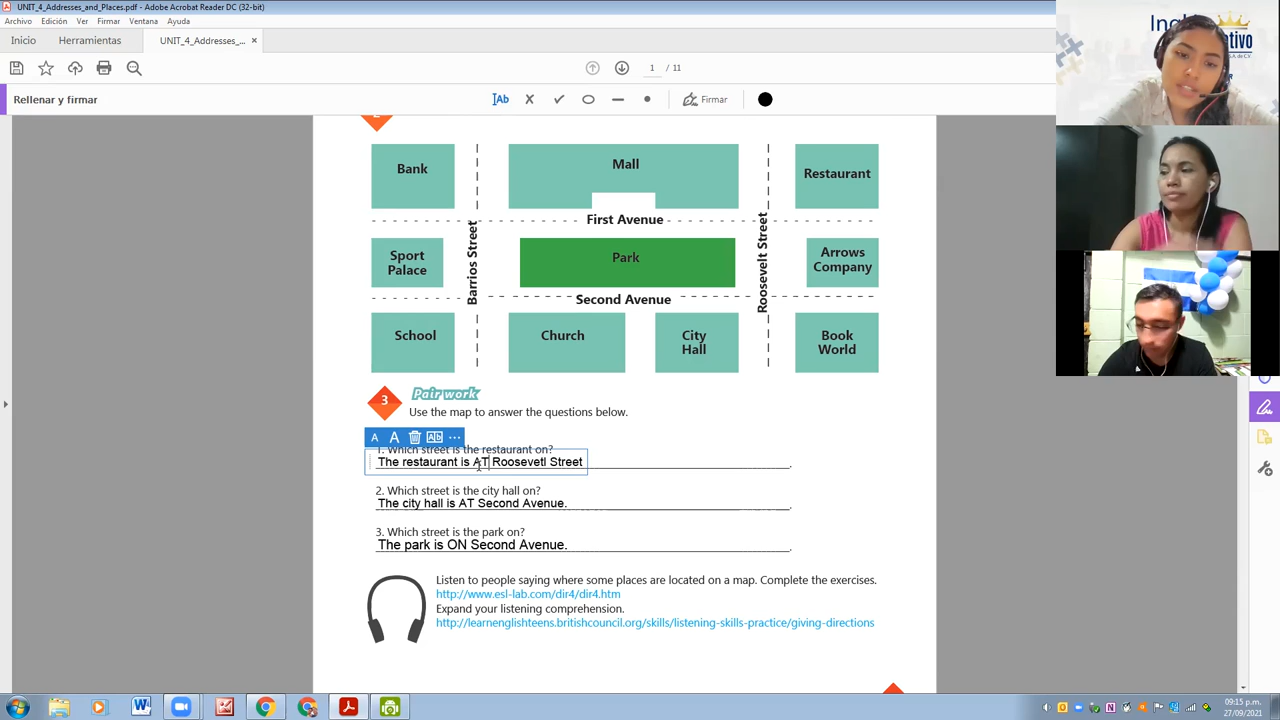 UNIT_4_Addresses_and_Places.pdf - Adobe Acrobat Reader DC (32-bit)
Archivo Edición Ver Firmar Ventana Ayuda
Inicio Herramientas UNIT_4_Addresses_... ×
1 / 11
Rellenar y firmar
Ab
Firmar
Bank
Mall
Restaurant
First Avenue
Barrios Street
Roosevelt Street
Sport
Palace
Park
Arrows
Company
Second Avenue
School
Church
City
Hall
Book
World
3
Pair work
Use the map to answer the questions below.
1. Which street is the restaurant on?
The restaurant is AT Roosevetl Street
2. Which street is the city hall on?
The city hall is AT Second Avenue.
3. Which street is the park on?
The park is ON Second Avenue.
Listen to people saying where some places are located on a map. Complete the exercises.
http://www.esl-lab.com/dir4/dir4.htm
Expand your listening comprehension.
http://learnenglishteens.britishcouncil.org/skills/listening-skills-practice/giving-directions
09:15 p.m.
27/09/2021